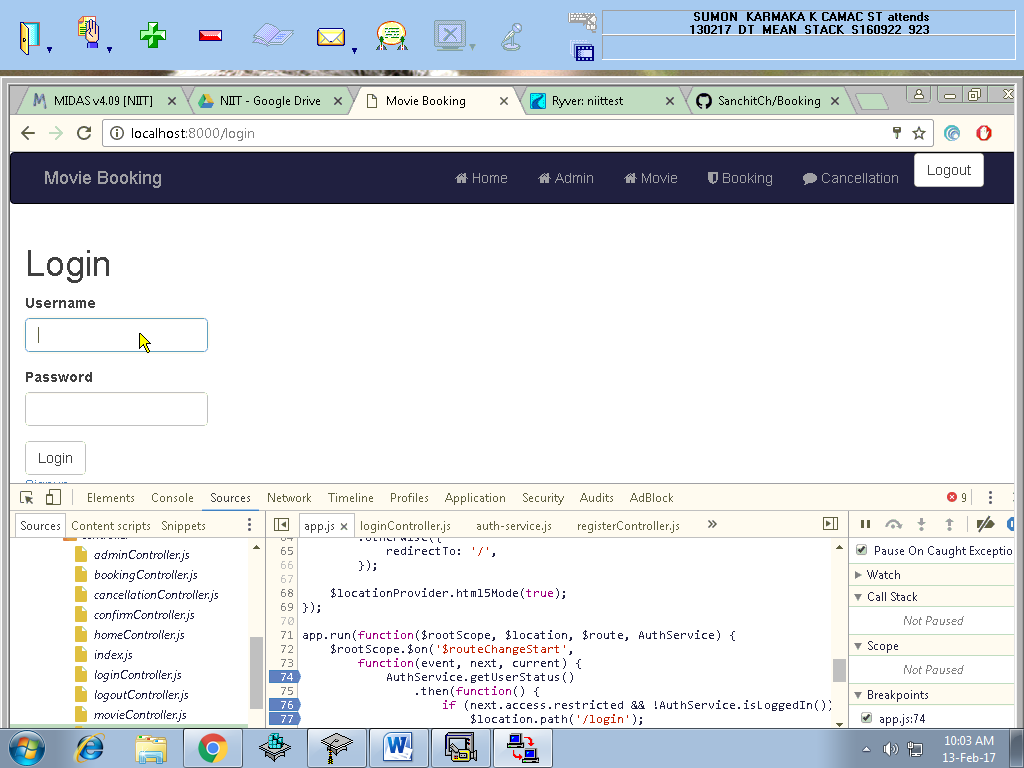 SUMON KARMAKA K CAMAC ST attends
130217_DT_MEAN_STACK_S160922_923
MIDAS v4.09 [NIIT]
NIIT - Google Drive
Movie Booking
Ryver: niittest
SanchitCh/Booking
localhost:8000/login
Movie Booking
Home
Admin
Movie
Booking
Cancellation
Logout
Login
Username
Password
Login
Elements
Console
Sources
Network
Timeline
Profiles
Application
Security
Audits
AdBlock
9
Sources
Content scripts
Snippets
app.js
loginController.js
auth-service.js
registerController.js
Pause On Caught Exceptio
adminController.js
bookingController.js
cancellationController.js
confirmController.js
homeController.js
index.js
loginController.js
logoutController.js
movieController.js
64 .otherwise({
65 redirectTo: '/',
66 });
67
68 $locationProvider.html5Mode(true);
69 });
70
71 app.run(function($rootScope, $location, $route, AuthService) {
72 $rootScope.$on('$routeChangeStart',
73 function(event, next, current) {
74 AuthService.getUserStatus()
75 .then(function() {
76 if (next.access.restricted && !AuthService.isLoggedIn())
77 $location.path('/login');
Watch
Call Stack
Not Paused
Scope
Not Paused
Breakpoints
app.js:74
10:03 AM
13-Feb-17